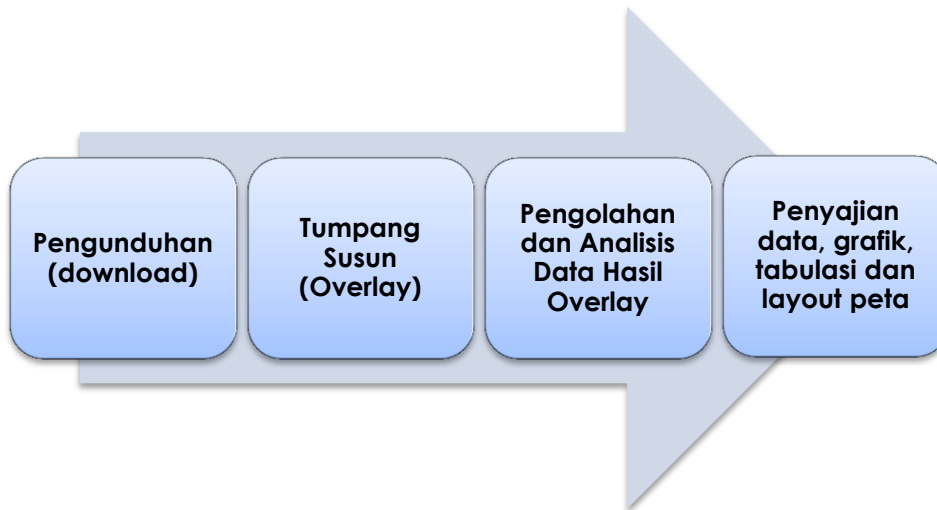 Pengunduhan
(download)
Tumpang
Susun
(Overlay)
Pengolahan
dan Analisis
Data Hasil
Overlay
Penyajian
data, grafik,
tabulasi dan
layout peta